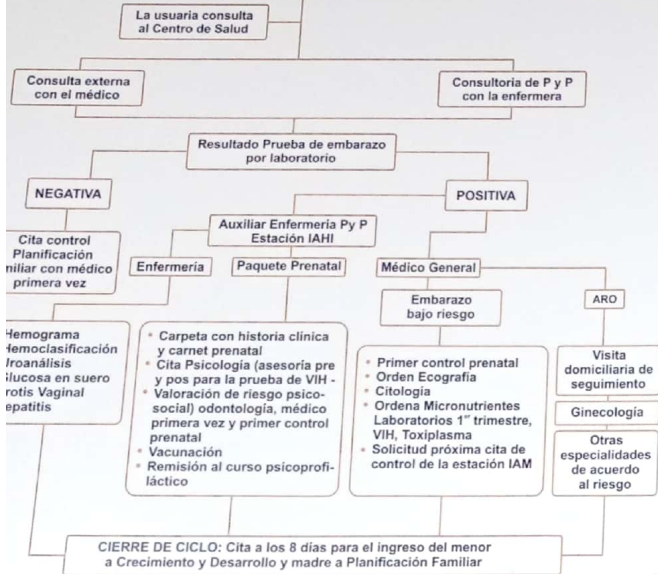 La usuaria consulta
al Centro de Salud
Consulta externa
con el médico
Consultoria de P y P
con la enfermera
Resultado Prueba de embarazo
por laboratorio
NEGATIVA
POSITIVA
Auxiliar Enfermeria Py P
Estación IAHI
Cita control
Planificación
niliar con médico
primera vez
Enfermería
Paquete Prenatal
Médico General
Embarazo
bajo riesgo
ARO
Hemograma
Hemoclasificación
Uroanálisis
Glucosa en suero
rotis Vaginal
epatitis
• Carpeta con historia clínica
y carnet prenatal
• Cita Psicología (asesoría pre
y pos para la prueba de VIH -
• Valoración de riesgo psico-
social) odontología, médico
primera vez y primer control
prenatal
• Vacunación
• Remisión al curso psicoprofi-
láctico
• Primer control prenatal
• Orden Ecografía
• Citología
• Ordena Micronutrientes
Laboratorios 1er trimestre,
VIH, Toxiplasma
• Solicitud próxima cita de
control de la estación IAM
Visita
domiciliaria de
seguimiento
Ginecología
Otras
especialidades
de acuerdo
al riesgo
CIERRE DE CICLO: Cita a los 8 días para el ingreso del menor
a Crecimiento y Desarrollo y madre a Planificación Familiar